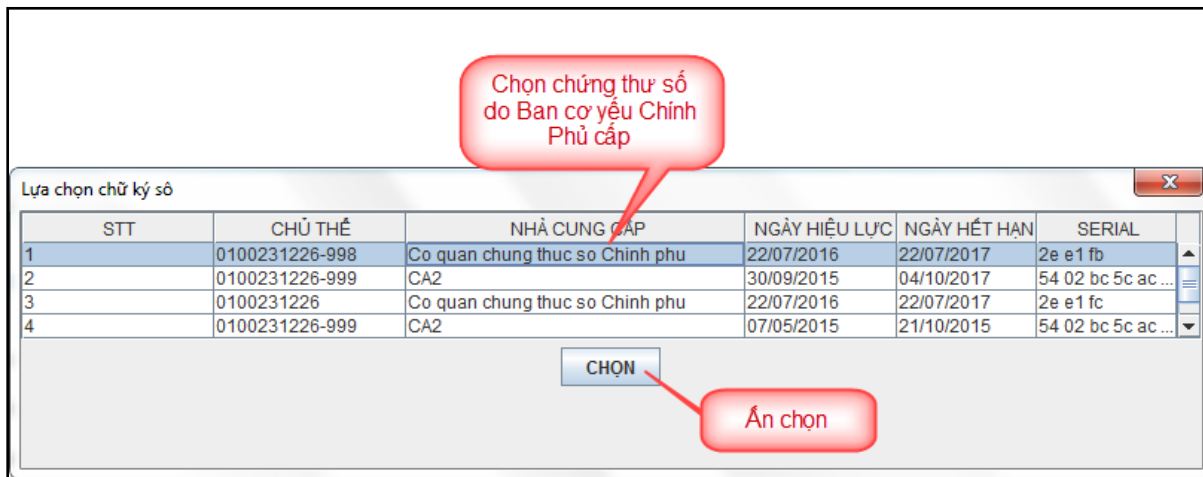 Chọn chứng thư số
do Ban cơ yếu Chính
Phủ cấp
Lựa chọn chữ ký số
STT CHỦ THỂ NHÀ CUNG CẤP NGÀY HIỆU LỰC NGÀY HẾT HẠN SERIAL
1 0100231226-998 Co quan chung thuc so Chinh phu 22/07/2016 22/07/2017 2e e1 fb
2 0100231226-999 CA2 30/09/2015 04/10/2017 54 02 bc 5c ac ...
3 0100231226 Co quan chung thuc so Chinh phu 22/07/2016 22/07/2017 2e e1 fc
4 0100231226-999 CA2 07/05/2015 21/10/2015 54 02 bc 5c ac ...
CHỌN
Ấn chọn